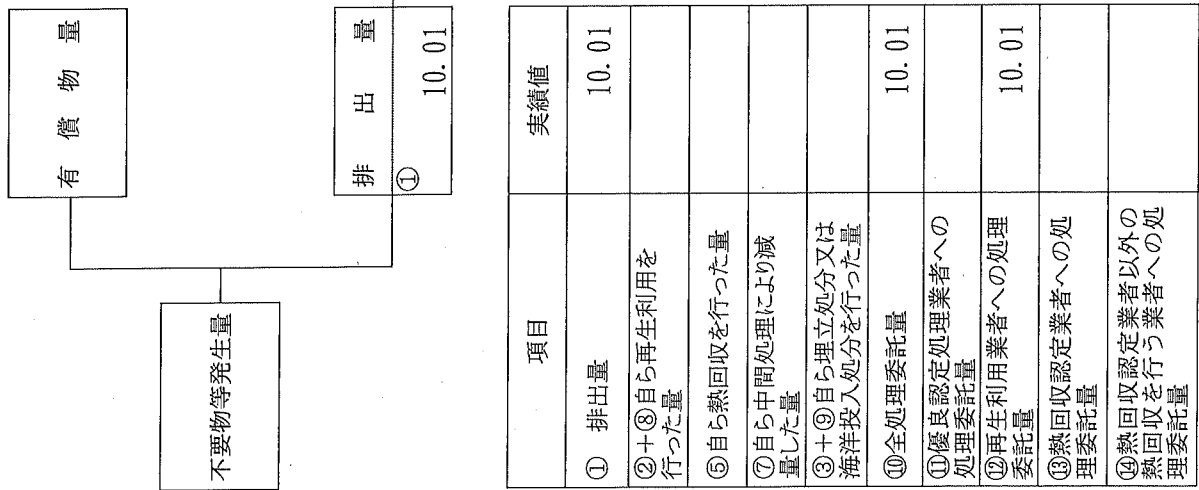 有償物量
不要物等発生量
排出量
①
10.01
項目 実績値
① 排出量 10.01
②+⑧自ら再生利用を
行った量
⑤自ら熱回収を行った量
⑦自ら中間処理により減
量した量
③+⑨自ら埋立処分又は
海洋投入処分を行った量
⑩全処理委託量 10.01
⑪優良認定処理業者への
処理委託量
⑫再生利用業者への処理
委託量 10.01
⑬熱回収認定業者への処
理委託量
⑭熱回収認定業者以外の
熱回収を行う業者への処
理委託量